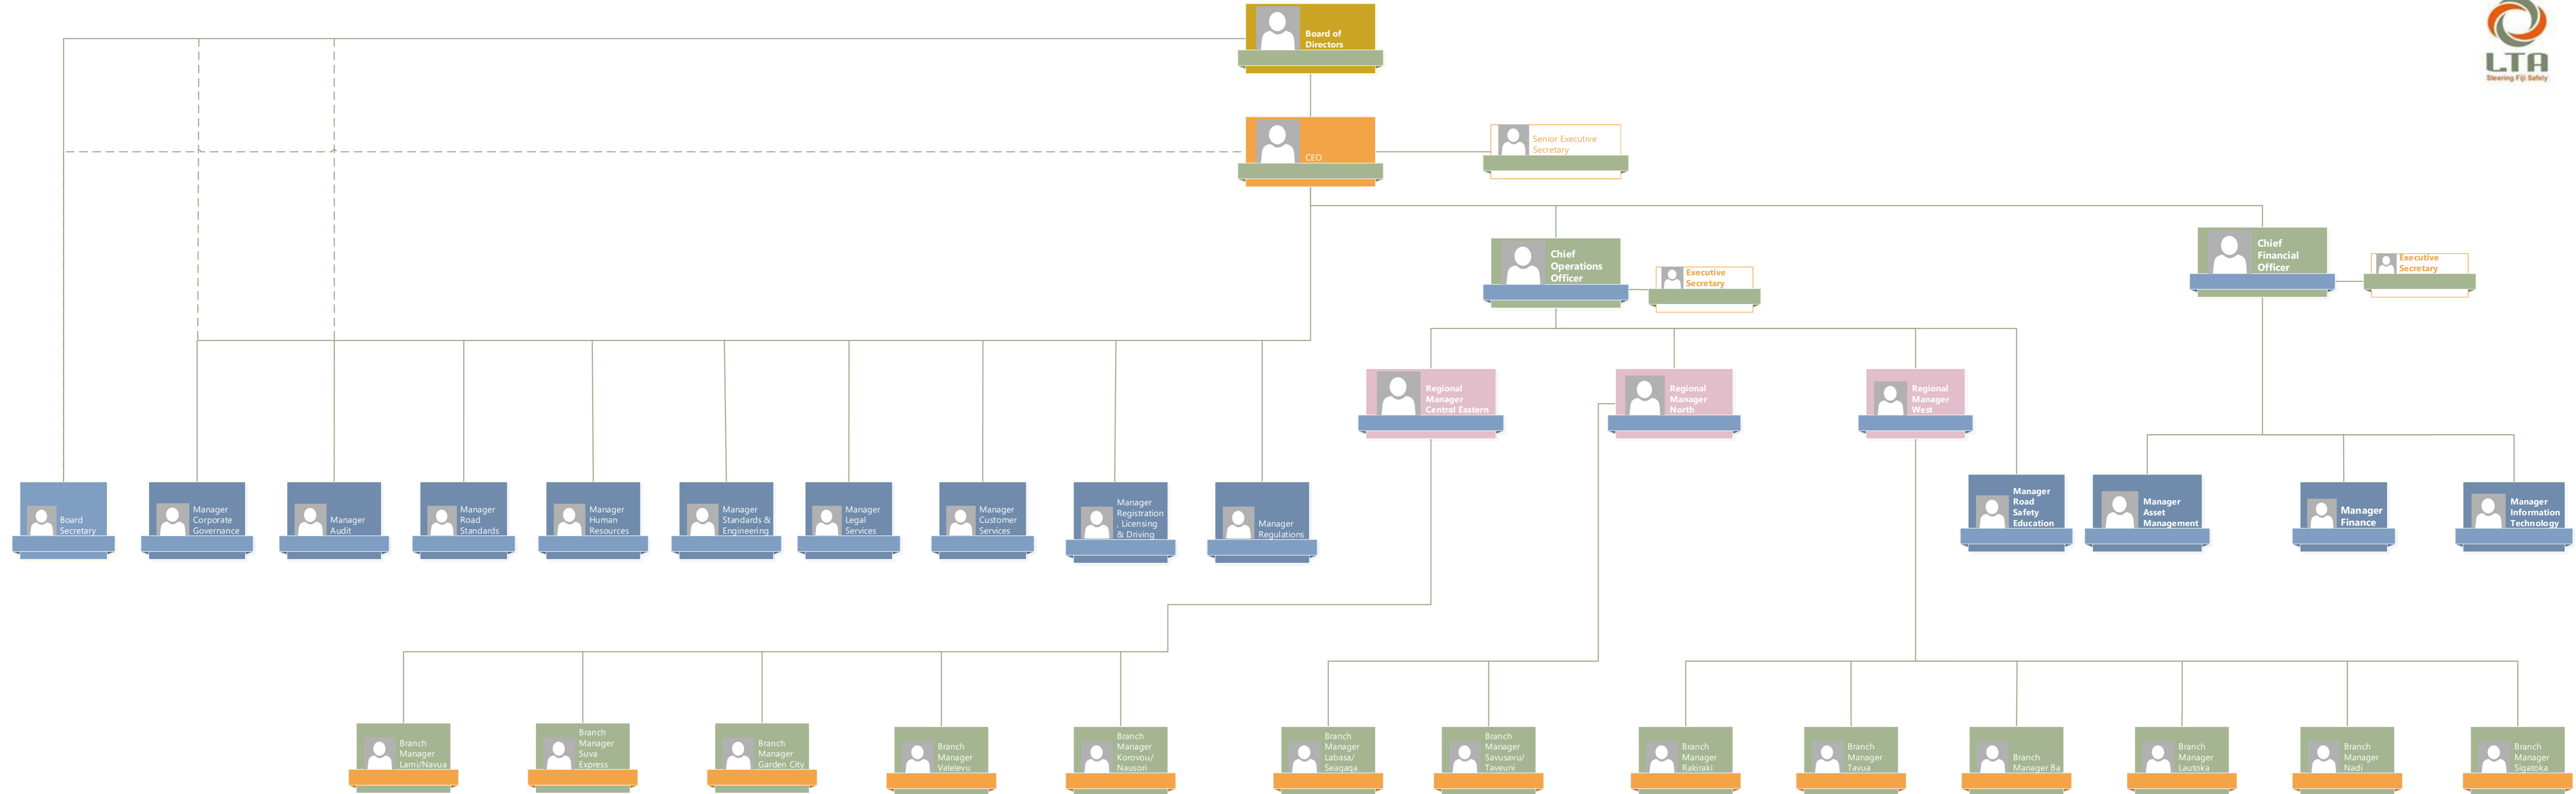 Board of
Directors
LTA
Steering Fiji Safely
CEO
Senior Executive
Secretary
Chief
Operations
Officer
Executive
Secretary
Chief
Financial
Officer
Executive
Secretary
Regional
Manager
Central Eastern
Regional
Manager
North
Regional
Manager
West
Board
Secretary
Manager
Corporate
Governance
Manager
Audit
Manager
Road
Standards
Manager
Human
Resources
Manager
Standards &
Engineering
Manager
Legal
Services
Manager
Customer
Services
Manager
Registration
, Licensing
& Driving
Manager
Regulations
Manager
Road
Safety
Education
Manager
Asset
Management
Manager
Finance
Manager
Information
Technology
Branch
Manager
Lami/Navua
Branch
Manager
Suva
Express
Branch
Manager
Garden City
Branch
Manager
Valelevu
Branch
Manager
Korovou/
Nausori
Branch
Manager
Labasa/
Seaqaqa
Branch
Manager
Savusavu/
Taveuni
Branch
Manager
Rakiraki
Branch
Manager
Tavua
Branch
Manager Ba
Branch
Manager
Lautoka
Branch
Manager
Nadi
Branch
Manager
Sigatoka